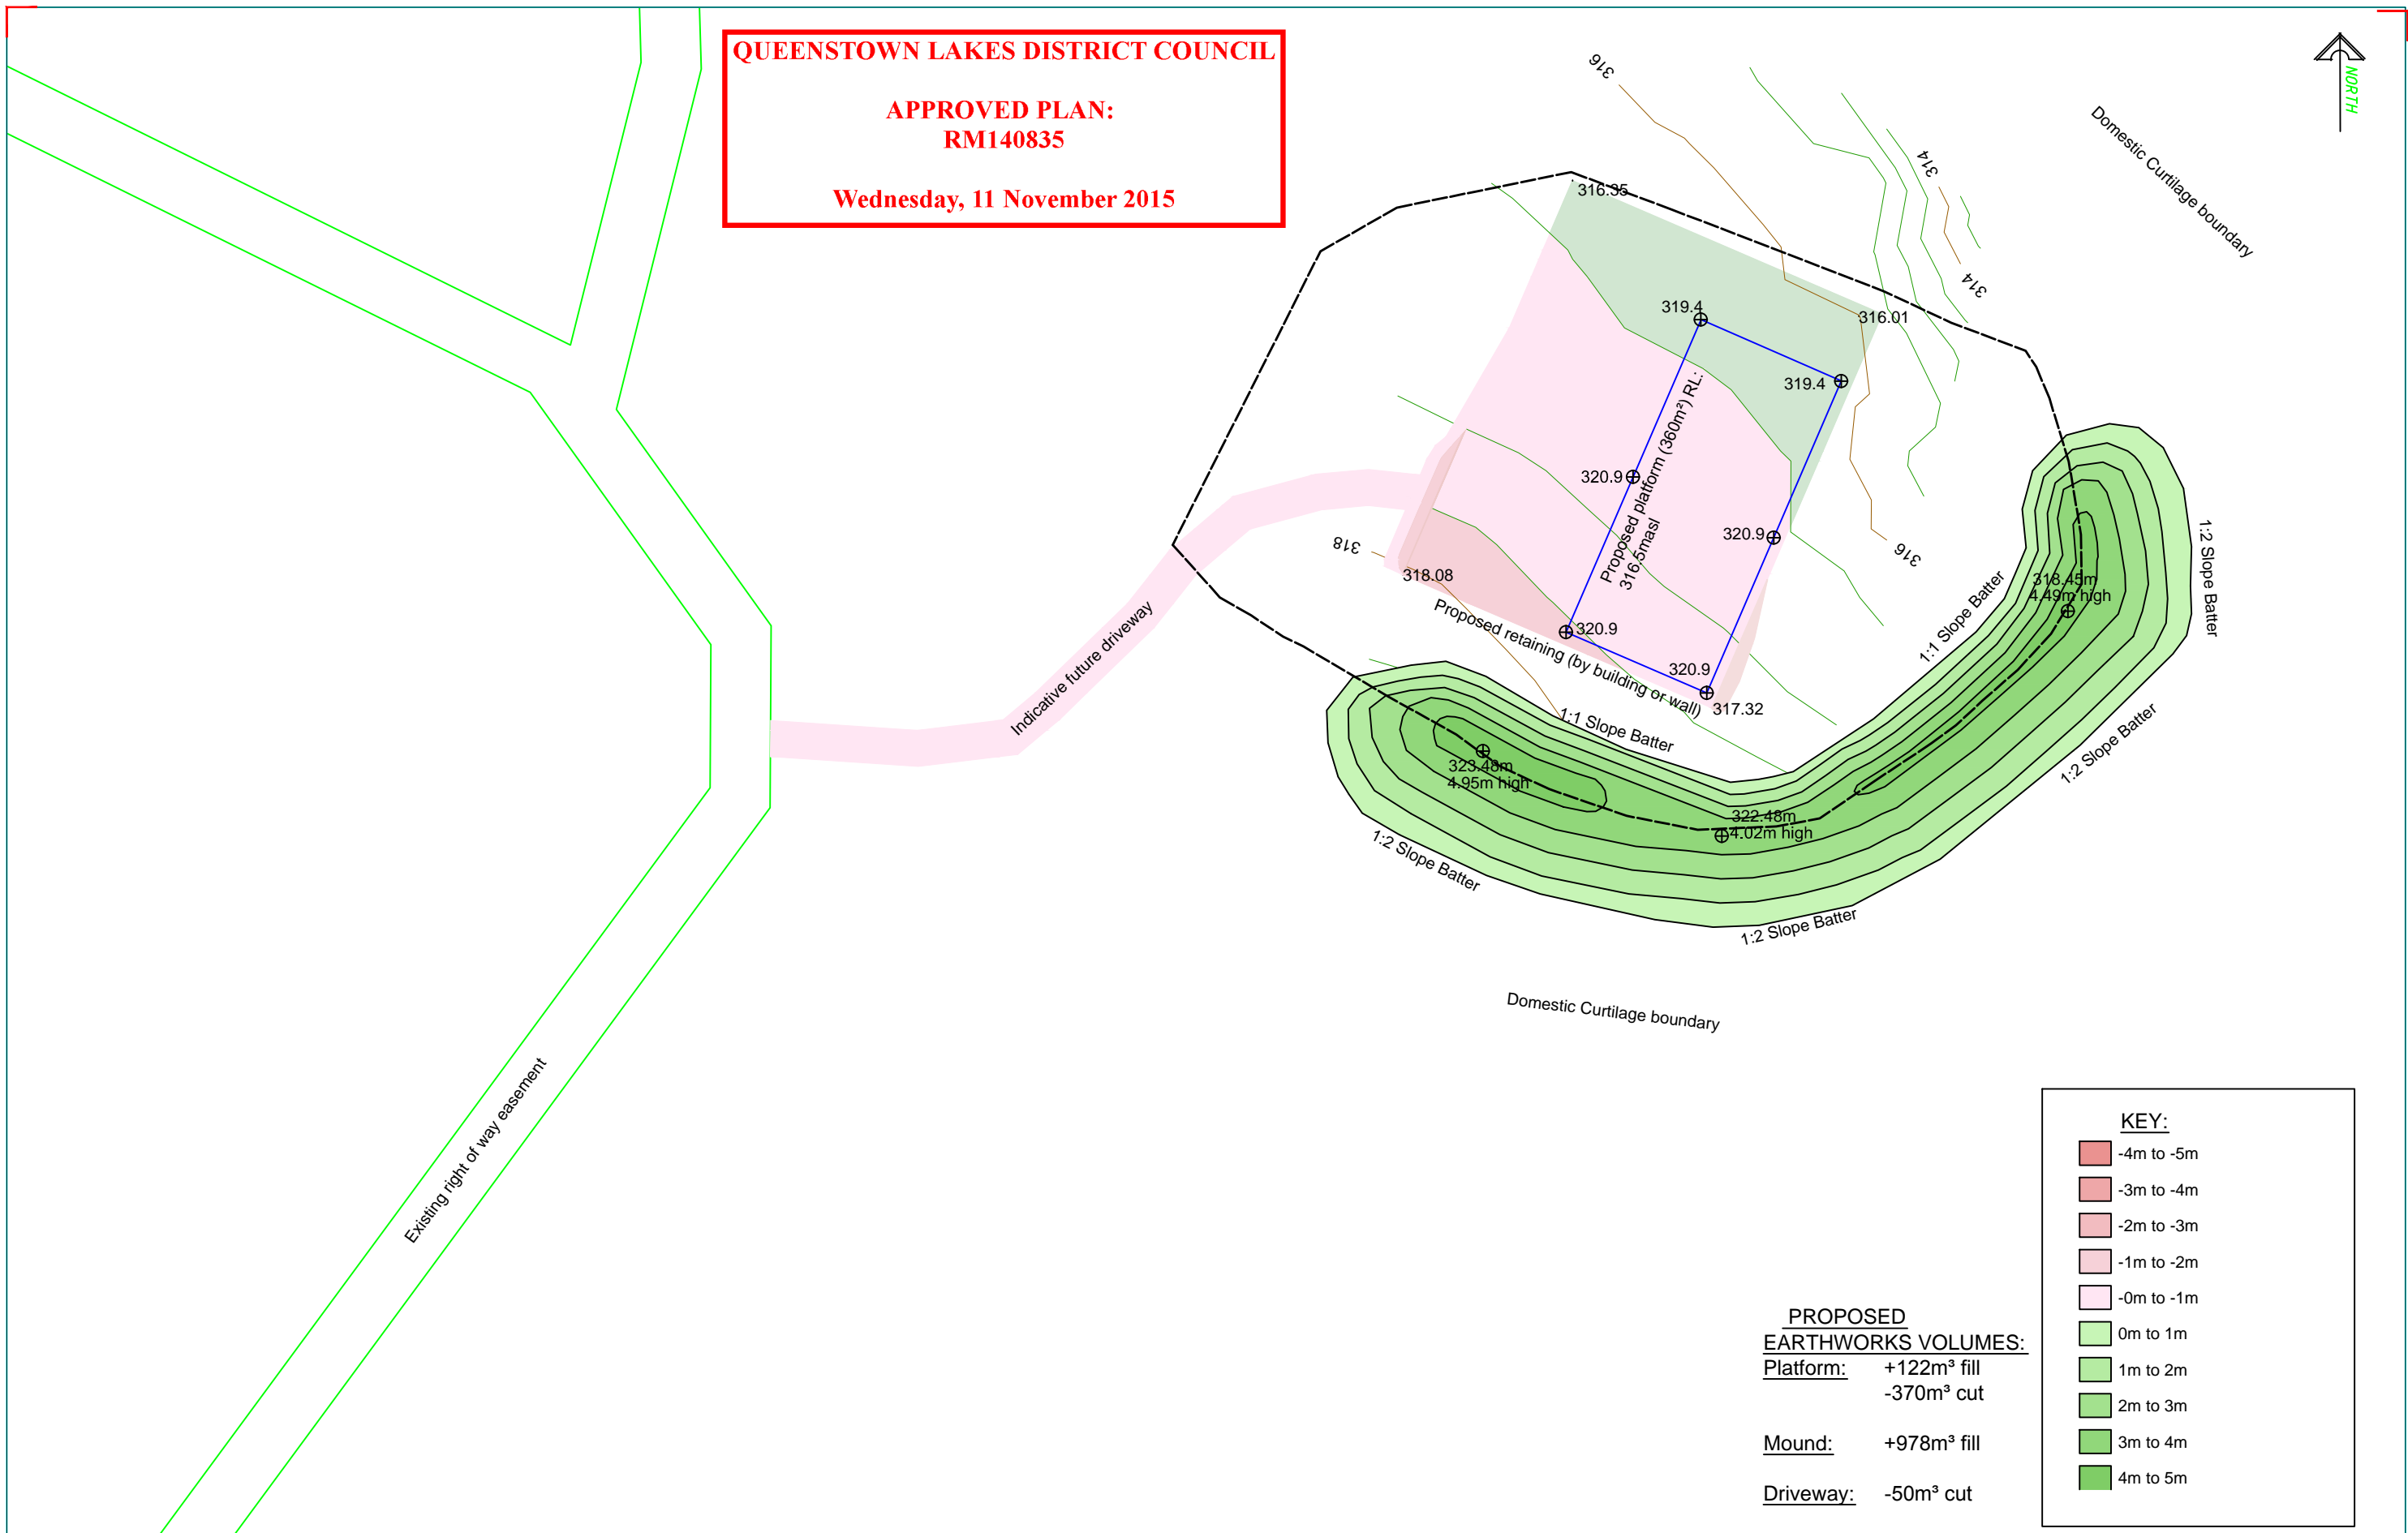 QUEENSTOWN LAKES DISTRICT COUNCIL
APPROVED PLAN:
RM140835
Wednesday, 11 November 2015
NORTH
316
314
Domestic Curtilage boundary
316.35
314
319.4
316.01
319.4
Proposed platform (360m²) RL:
316.5masl
320.9
320.9
316
318
318.08
1:2 Slope Batter
318.45m
4.49m high
1:1 Slope Batter
Proposed retaining (by building or wall)
320.9
320.9
317.32
Indicative future driveway
1:1 Slope Batter
323.48m
4.95m high
1:2 Slope Batter
322.48m
4.02m high
1:2 Slope Batter
1:2 Slope Batter
Domestic Curtilage boundary
Existing right of way easement
KEY:
-4m to -5m
-3m to -4m
-2m to -3m
-1m to -2m
-0m to -1m
0m to 1m
1m to 2m
2m to 3m
3m to 4m
4m to 5m
PROPOSED
EARTHWORKS VOLUMES:
Platform: +122m³ fill
-370m³ cut
Mound: +978m³ fill
Driveway: -50m³ cut